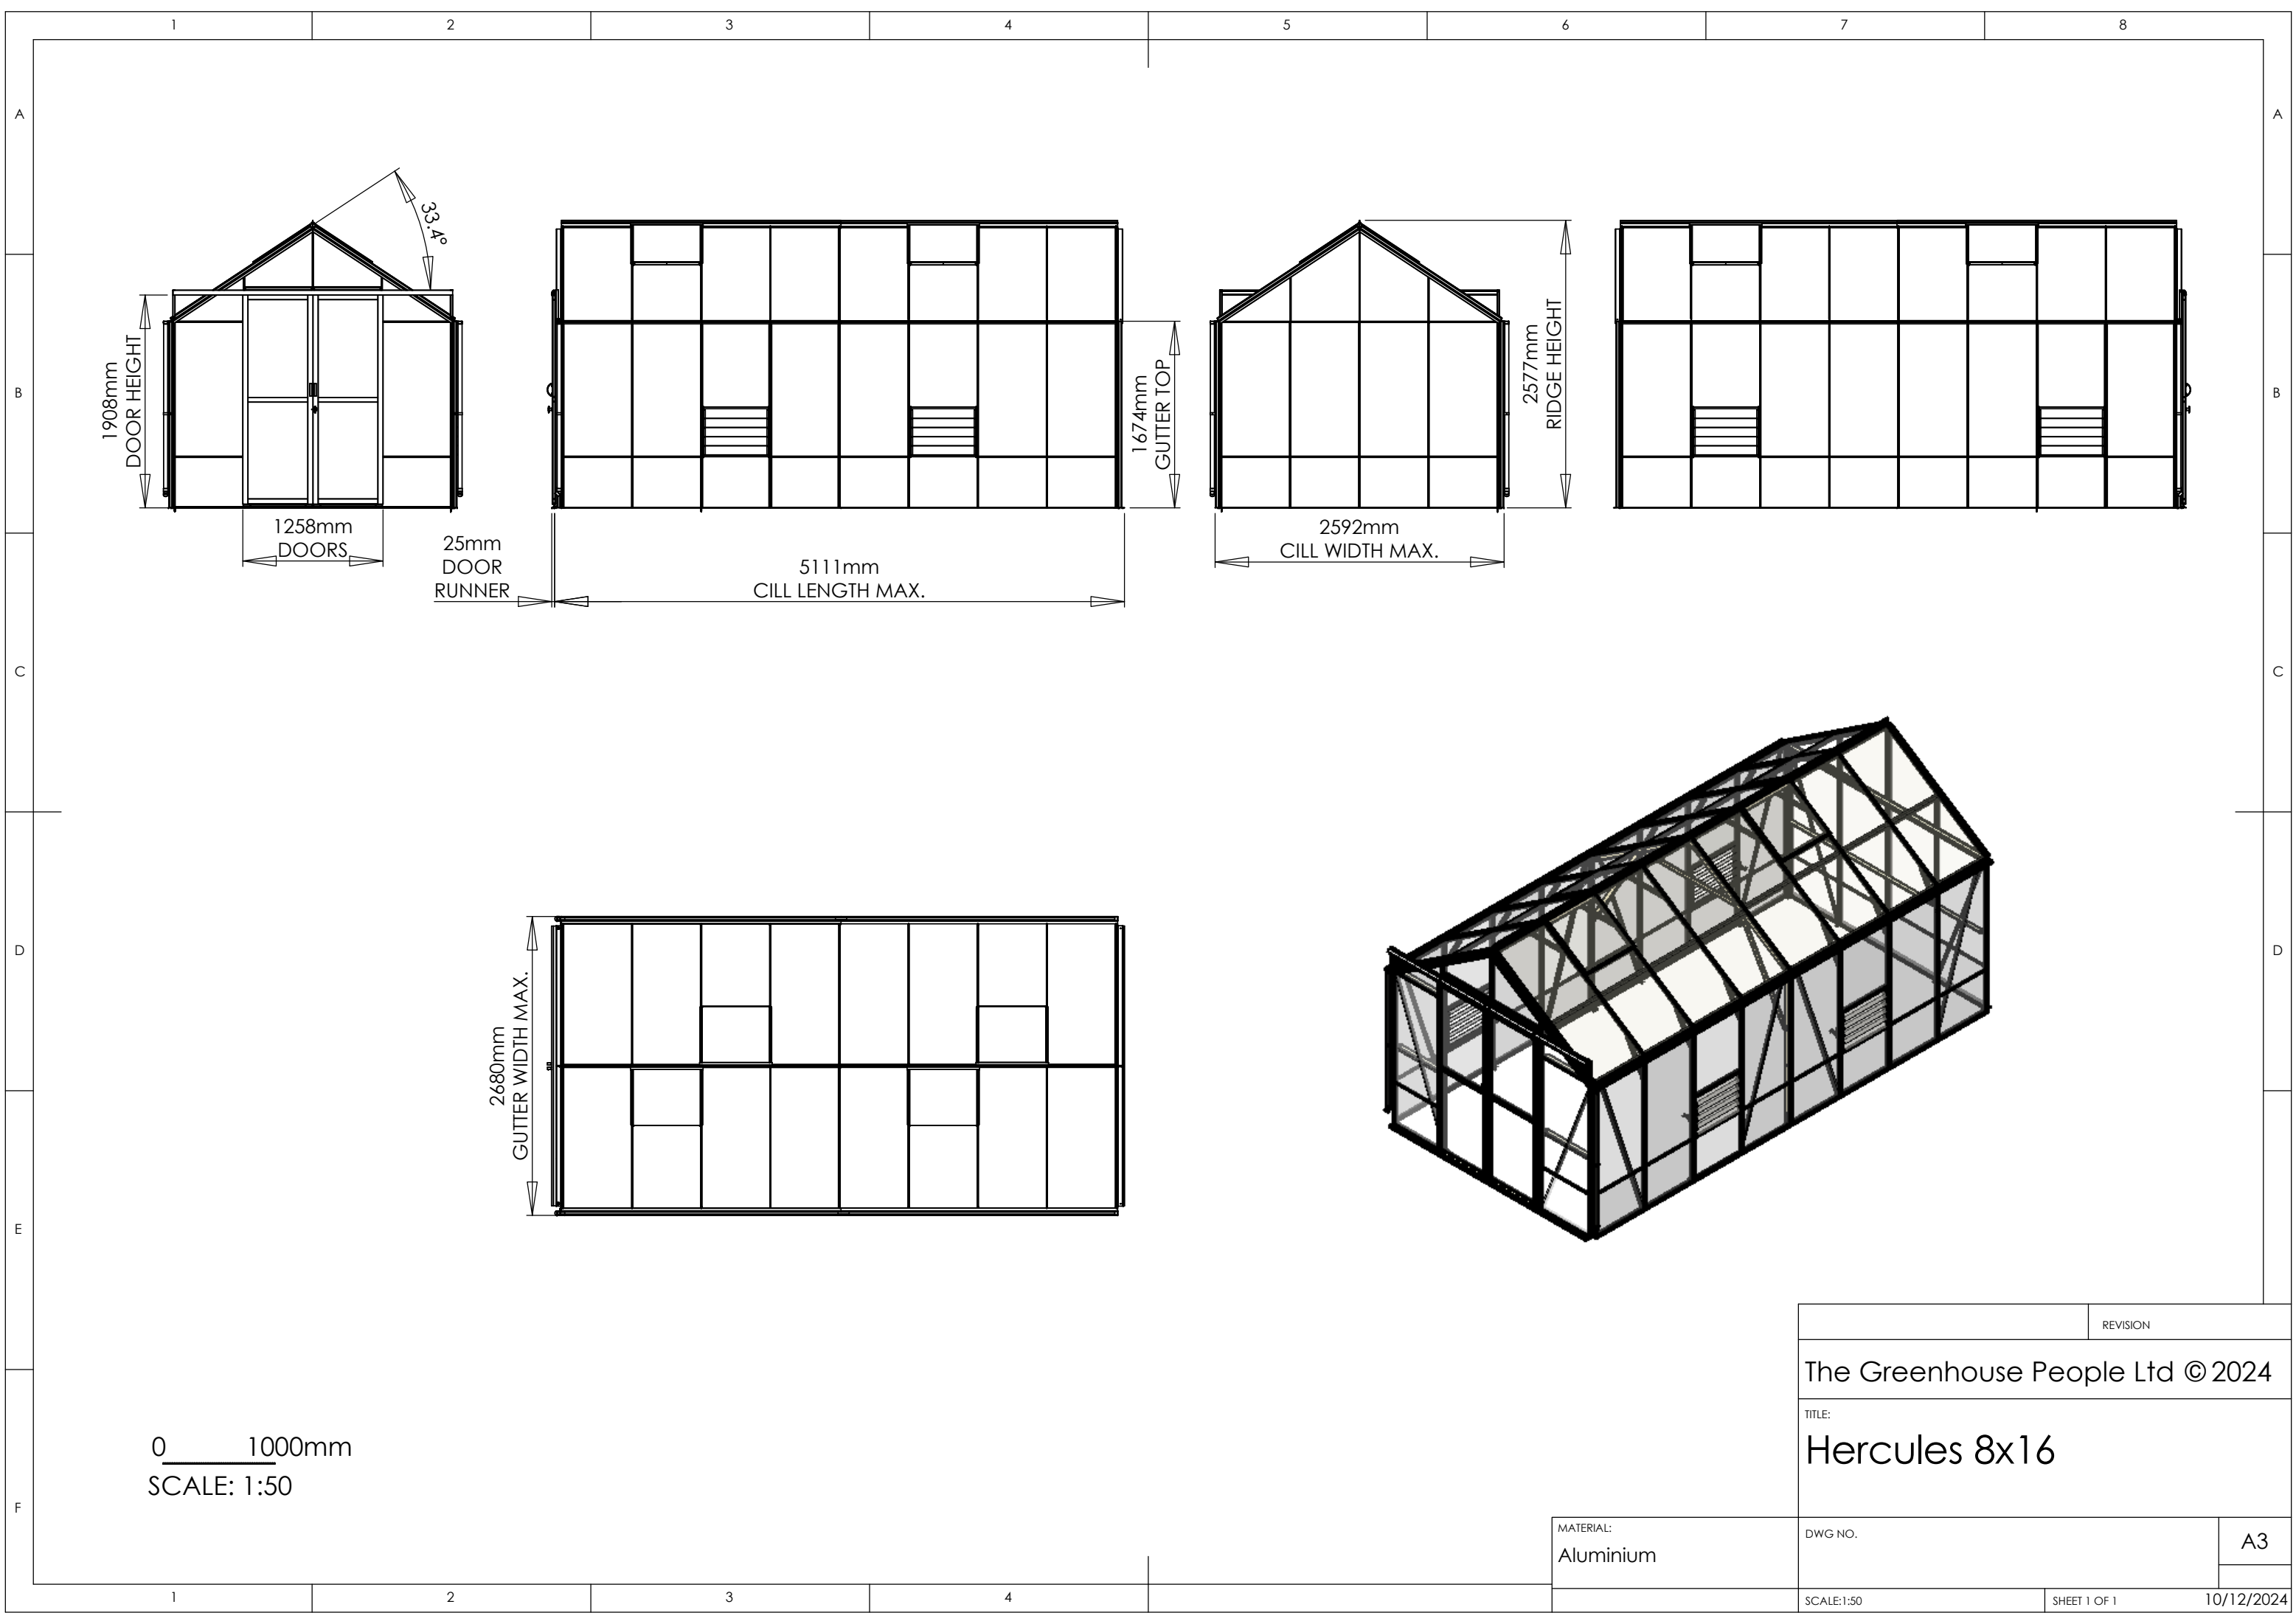 1 2 3 4 5 6 7 8
A A
33.4°
1908mm
DOOR HEIGHT
1674mm
GUTTER TOP
2577mm
RIDGE HEIGHT
B B
1258mm
DOORS
25mm
DOOR
RUNNER
5111mm
CILL LENGTH MAX.
2592mm
CILL WIDTH MAX.
C C
D D
2680mm
GUTTER WIDTH MAX.
E
REVISION
The Greenhouse People Ltd © 2024
TITLE:
Hercules 8x16
0 1000mm
SCALE: 1:50
F
MATERIAL:
Aluminium
DWG NO.
A3
SCALE:1:50
SHEET 1 OF 1
10/12/2024
1 2 3 4